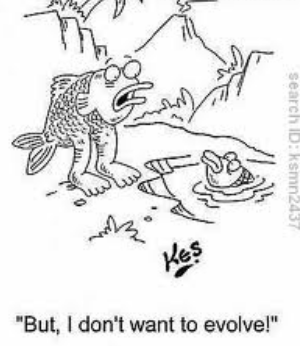 search ID: ksmn2437
Kes
"But, I don't want to evolve!"